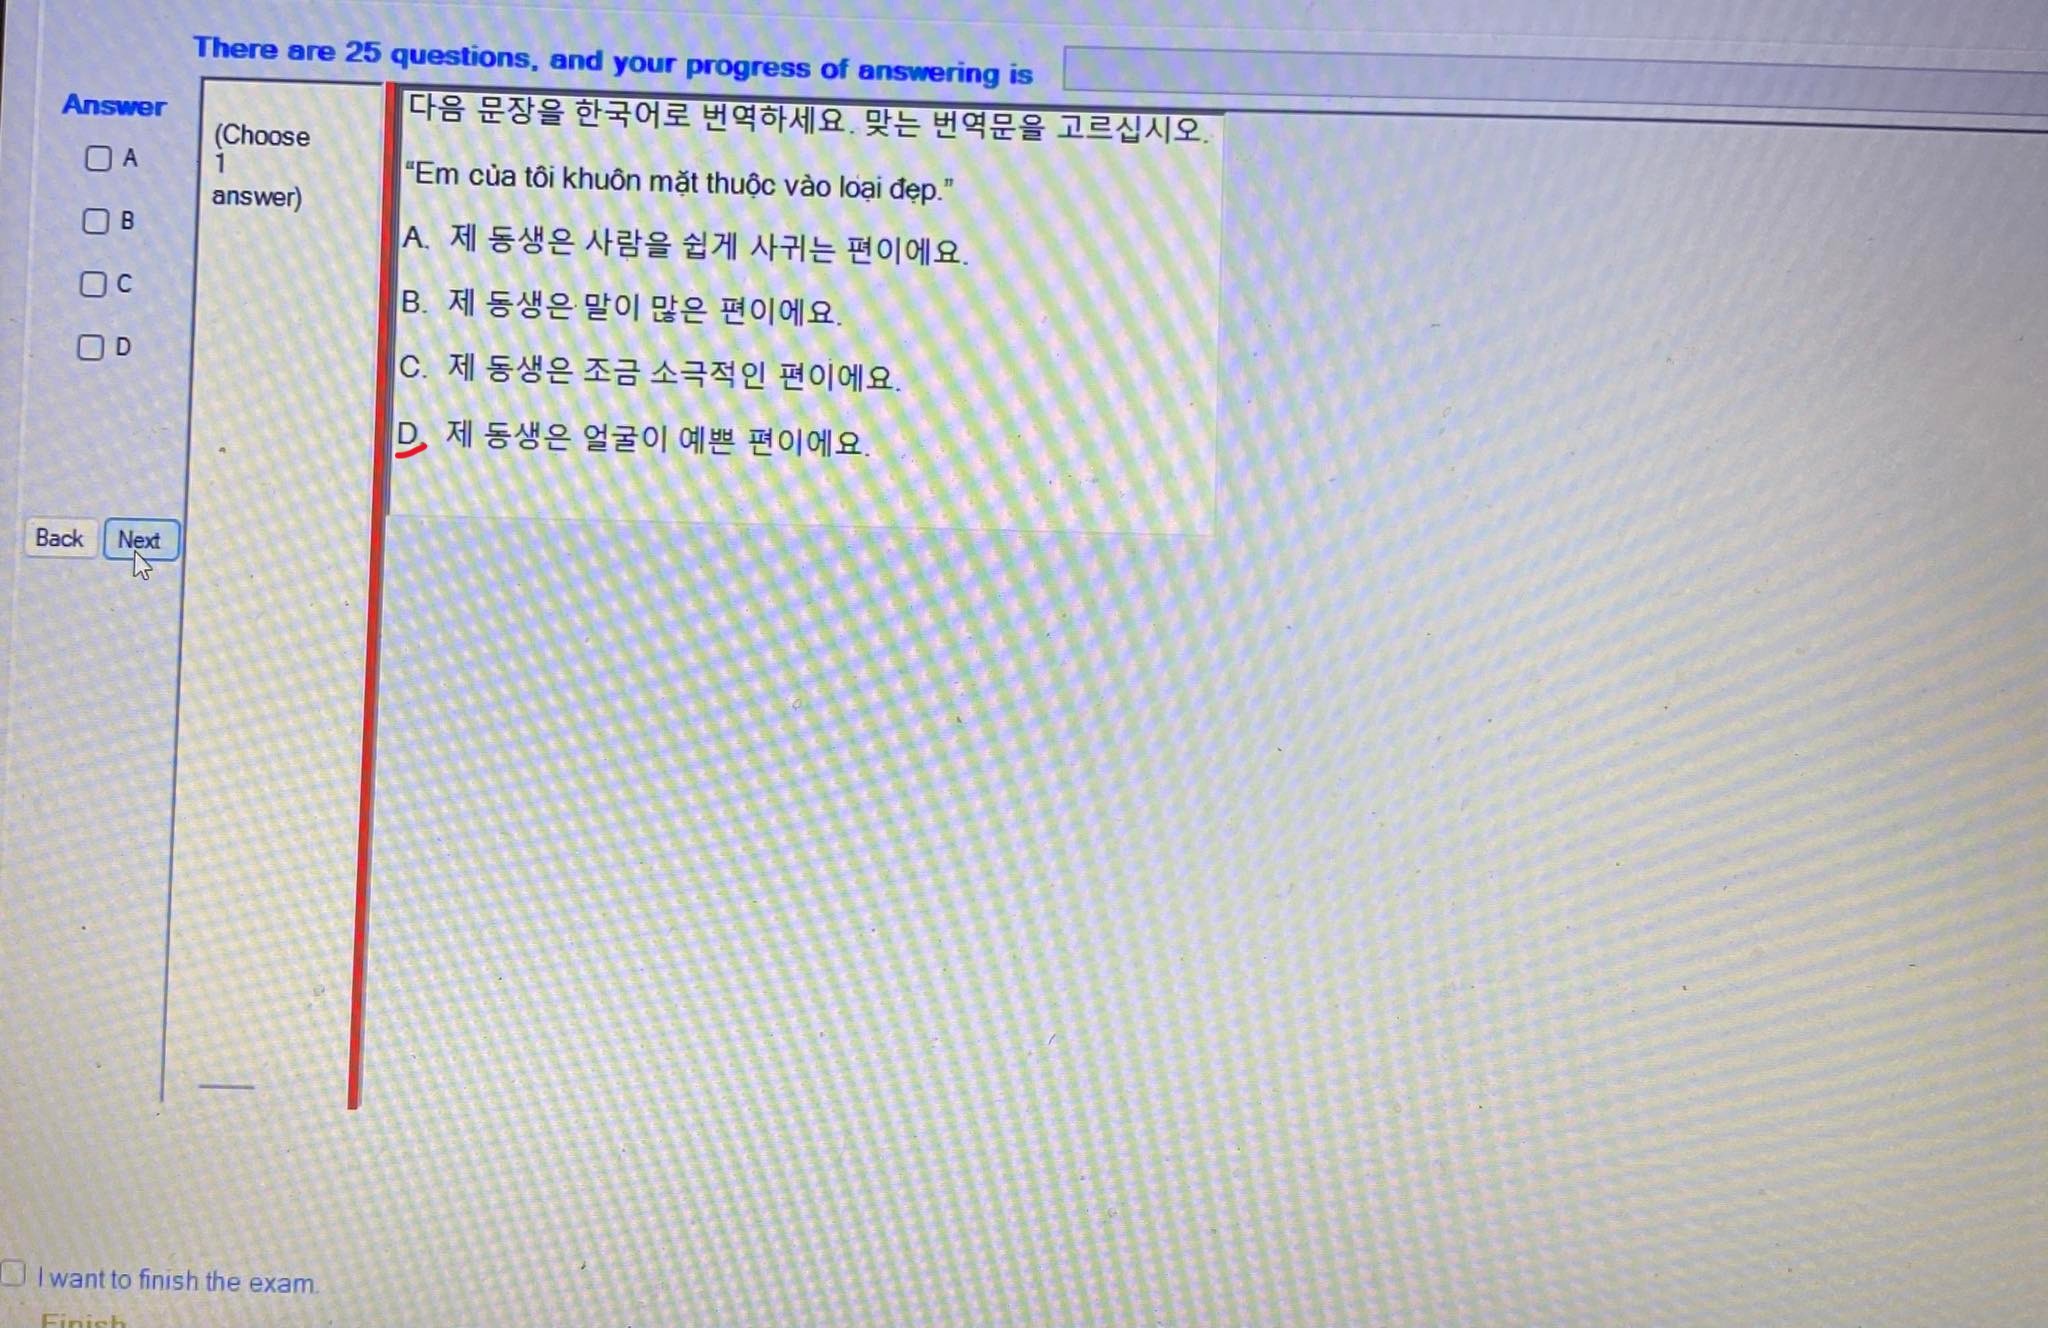 There are 25 questions, and your progress of answering is
Answer
A
B
C
D
(Choose
1
answer)
다음 문장을 한국어로 번역하세요. 맞는 번역문을 고르십시오.
“Em của tôi khuôn mặt thuộc vào loại đẹp.”
A. 제 동생은 사람을 쉽게 사귀는 편이에요.
B. 제 동생은 말이 많은 편이에요.
C. 제 동생은 조금 소극적인 편이에요.
D. 제 동생은 얼굴이 예쁜 편이에요.
Back Next
I want to finish the exam.
Finish